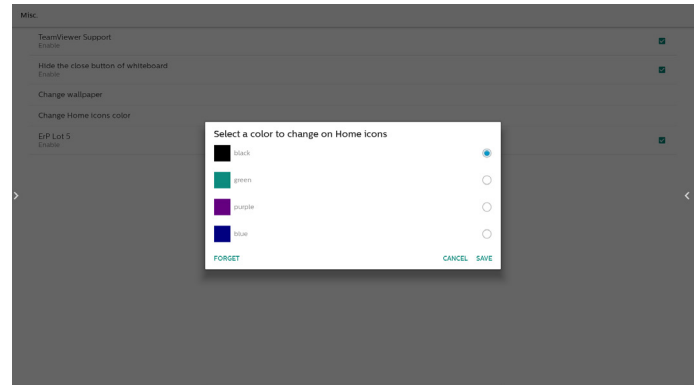 Misc.
TeamViewer Support
Enable
Hide the close button of whiteboard
Enable
Change wallpaper
Change Home icons color
ErP Lot 5
Enable
Select a color to change on Home icons
black
green
purple
blue
FORGET CANCEL SAVE